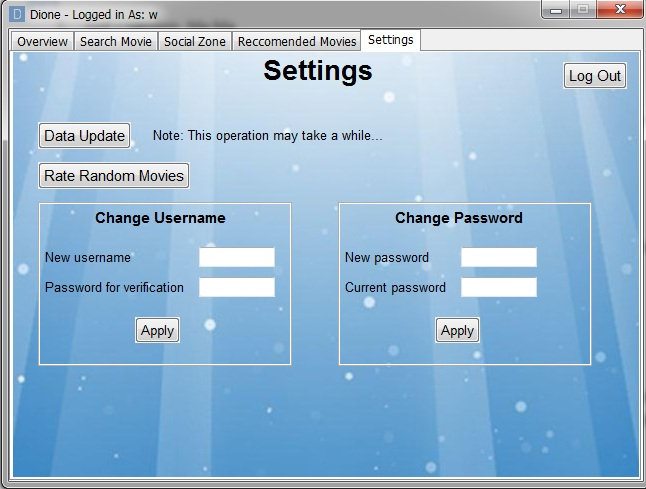 D Dione - Logged in As: w
Overview Search Movie Social Zone Reccomended Movies Settings
Settings
Log Out
Data Update Note: This operation may take a while...
Rate Random Movies
Change Username
New username
Password for verification
Apply
Change Password
New password
Current password
Apply